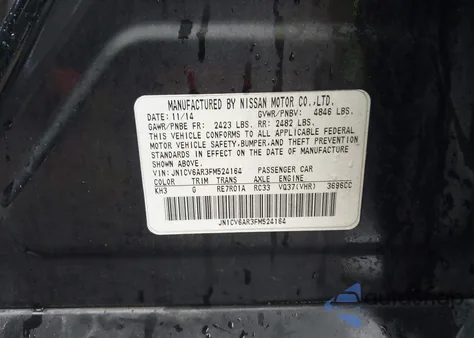 MANUFACTURED BY NISSAN MOTOR CO.,LTD.
DATE: 11/14 GVWR/PNBV: 4846 LBS.
GAWR/PNBE FR: 2423 LBS. RR: 2482 LBS.
THIS VEHICLE CONFORMS TO ALL APPLICABLE FEDERAL
MOTOR VEHICLE SAFETY,BUMPER,AND THEFT PREVENTION
STANDARDS IN EFFECT ON THE DATE OF MANUFACTURE
SHOWN ABOVE.
VIN: JN1CV6AR3FM524164 PASSENGER CAR
COLOR TRIM TRANS AXLE ENGINE
KH3 G RE7R01A RC33 VQ37(VHR) 3696CC
JN1CV6AR3FM524164